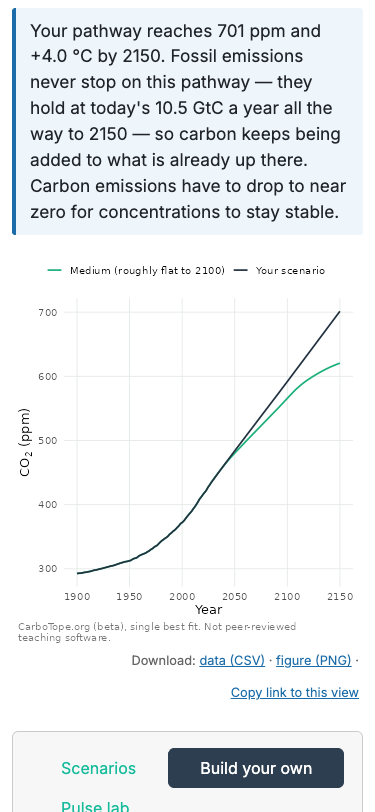 Your pathway reaches 701 ppm and
+4.0 °C by 2150. Fossil emissions
never stop on this pathway — they
hold at today's 10.5 GtC a year all the
way to 2150 — so carbon keeps being
added to what is already up there.
Carbon emissions have to drop to near
zero for concentrations to stay stable.
Medium (roughly flat to 2100) Your scenario
700
600
500
400
300
CO₂ (ppm)
1900 1950 2000 2050 2100 2150
Year
CarboTope.org (beta), single best fit. Not peer-reviewed
teaching software.
Download: data (CSV) · figure (PNG) ·
Copy link to this view
Scenarios Build your own
Pulse lab